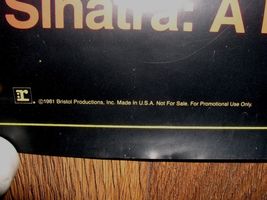 Sinatra: A
r
©1981 Bristol Productions, Inc. Made in U.S.A. Not For Sale. For Promotional Use Only.